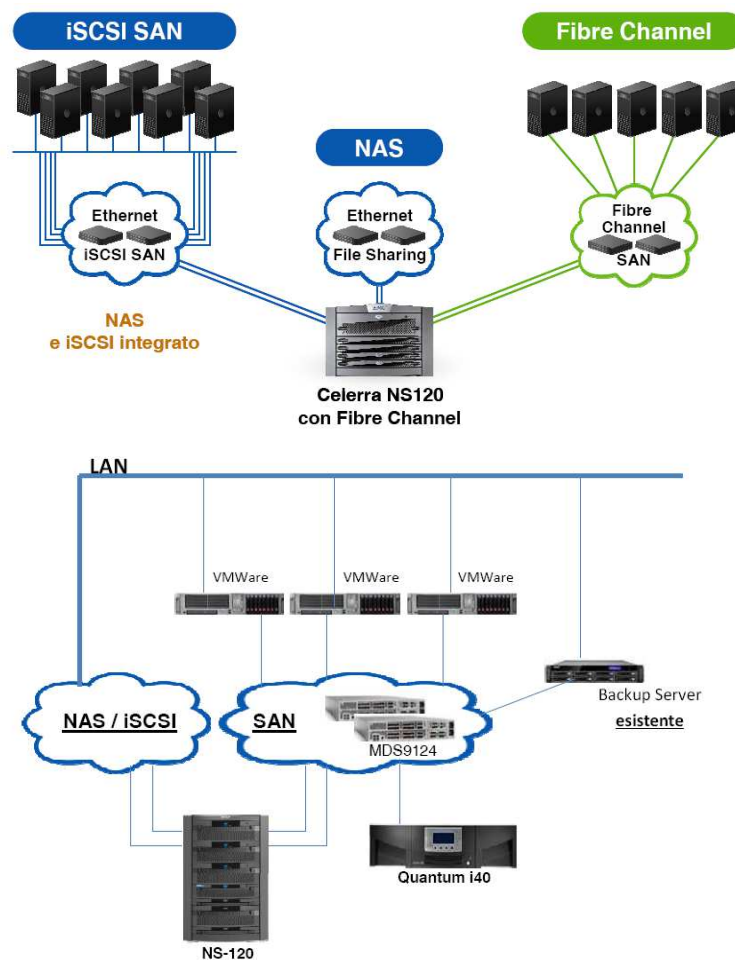 iSCSI SAN
Fibre Channel
NAS
Ethernet
iSCSI SAN
Ethernet
File Sharing
Fibre
Channel
SAN
NAS
e iSCSI integrato
Celerra NS120
con Fibre Channel
LAN
VMWare
VMWare
VMWare
Backup Server
esistente
NAS / iSCSI
SAN
MDS9124
Quantum i40
NS-120